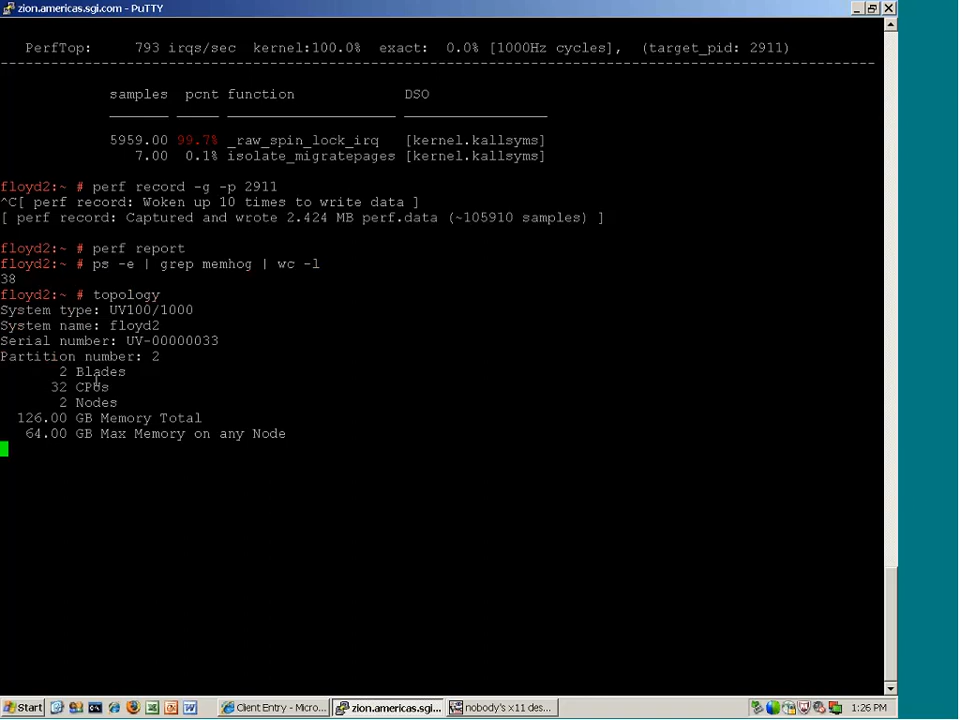 zion.americas.sgi.com - PuTTY
PerfTop:     793 irqs/sec  kernel:100.0%  exact:  0.0% [1000Hz cycles],  (target_pid: 2911)
--------------------------------------------------------------------------------------------------------
samples  pcnt function                 DSO
_______ _____ ____________________ _________________
5959.00 99.7% _raw_spin_lock_irq   [kernel.kallsyms]
7.00  0.1% isolate_migratepages [kernel.kallsyms]
floyd2:~ # perf record -g -p 2911
^C[ perf record: Woken up 10 times to write data ]
[ perf record: Captured and wrote 2.424 MB perf.data (~105910 samples) ]
floyd2:~ # perf report
floyd2:~ # ps -e | grep memhog | wc -l
38
floyd2:~ # topology
System type: UV100/1000
System name: floyd2
Serial number: UV-00000033
Partition number: 2
2 Blades
32 CPUs
2 Nodes
126.00 GB Memory Total
64.00 GB Max Memory on any Node
Start Client Entry - Micro... zion.americas.sgi... nobody's x11 des... 1:26 PM